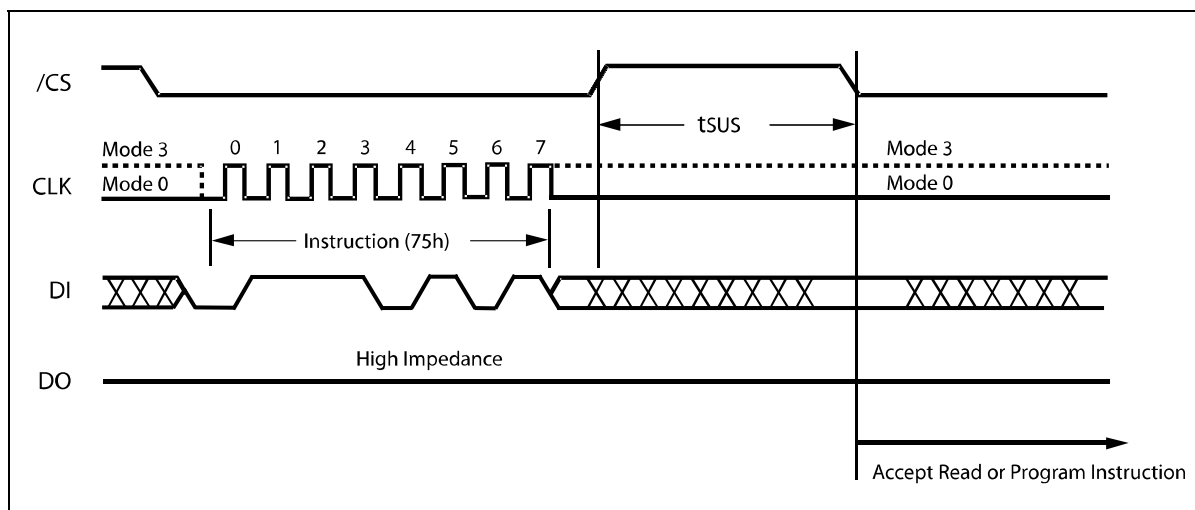 /CS
tSUS
Mode 3
0 1 2 3 4 5 6 7
Mode 3
CLK
Mode 0
Mode 0
Instruction (75h)
DI
High Impedance
DO
Accept Read or Program Instruction